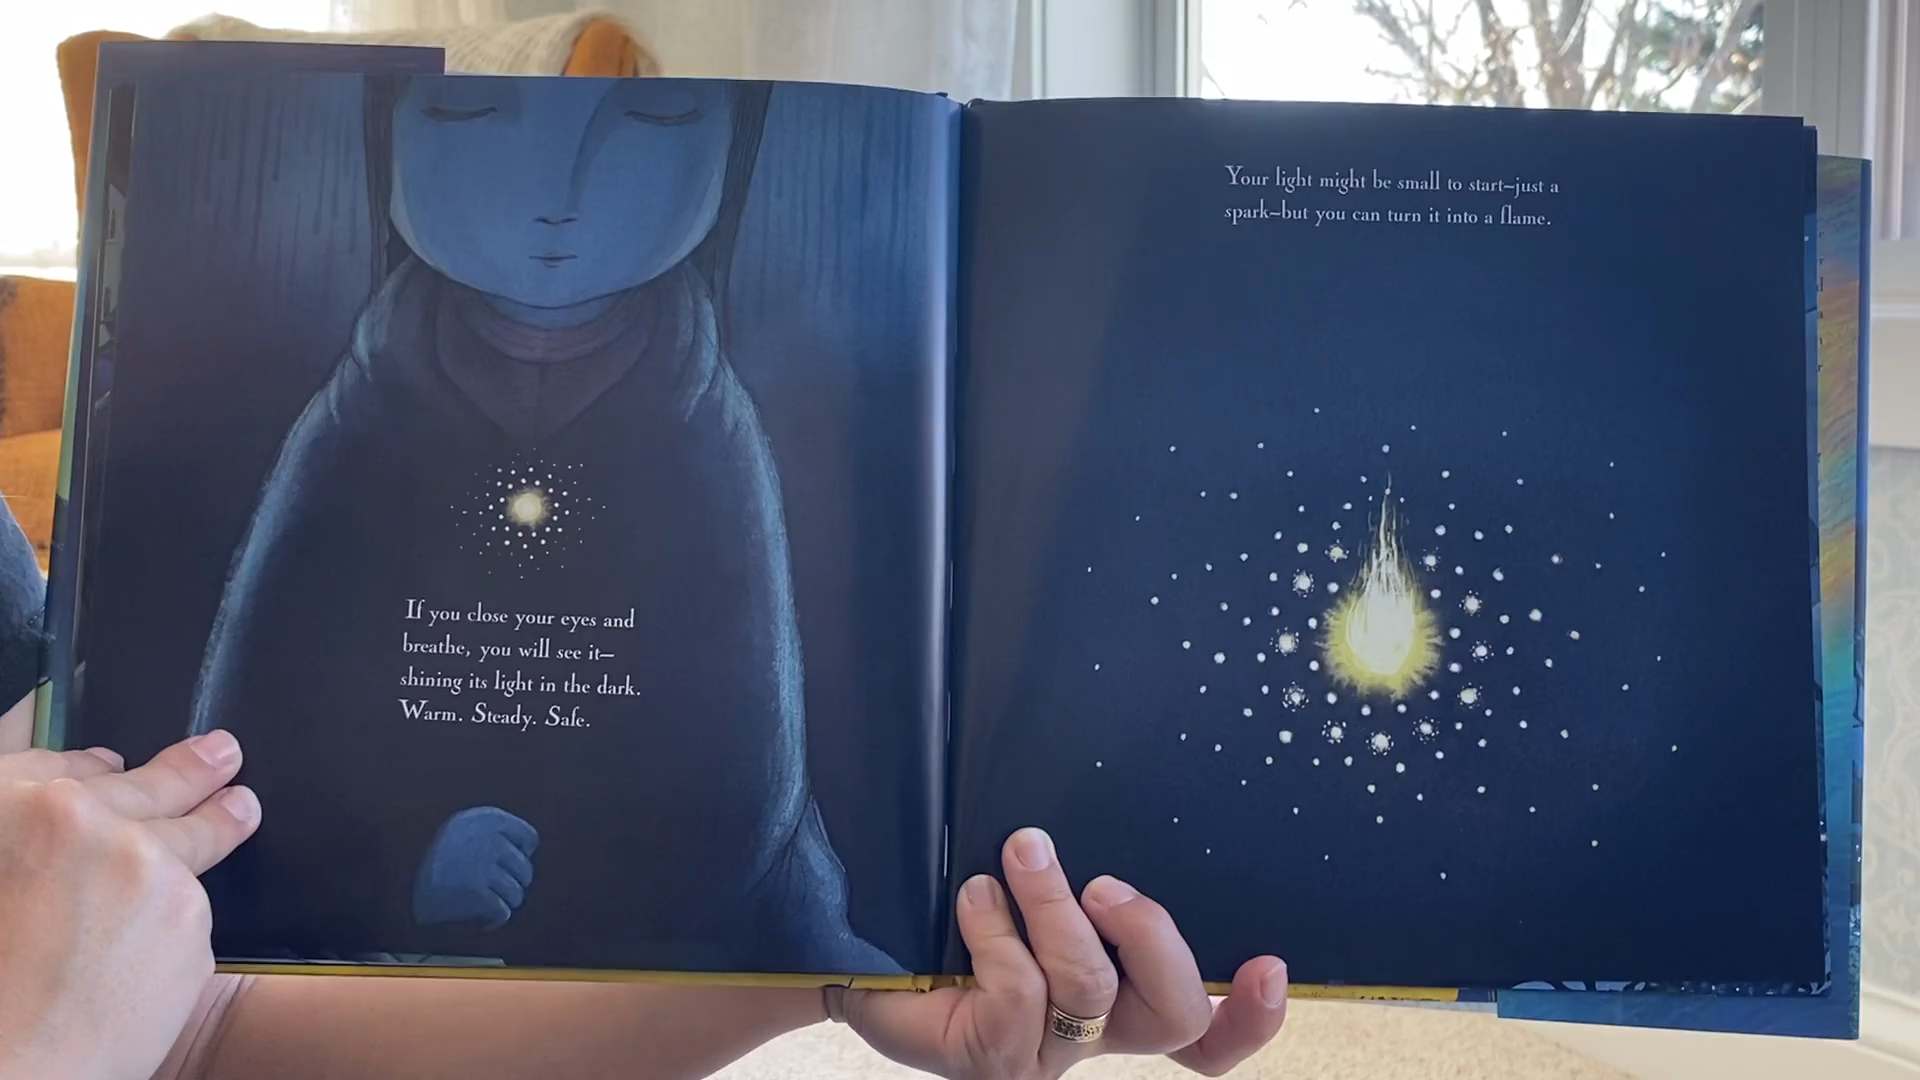 If you close your eyes and
breathe, you will see it—
shining its light in the dark.
Warm. Steady. Safe.
Your light might be small to start—just a
spark—but you can turn it into a flame.